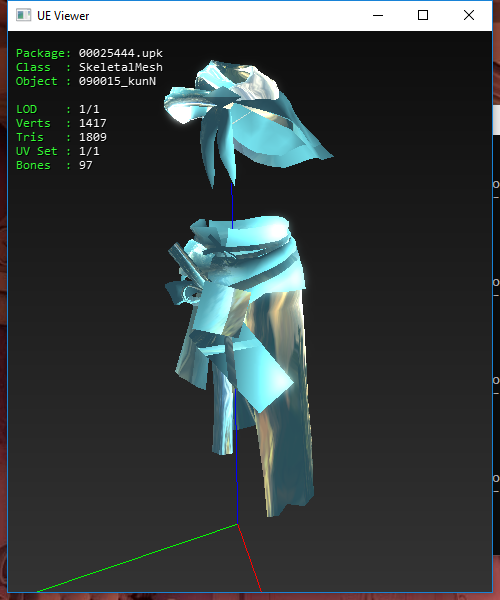 UE Viewer
Package: 00025444.upk
Class  : SkeletalMesh
Object : 090015_kunN
LOD    : 1/1
Verts  : 1417
Tris   : 1809
UV Set : 1/1
Bones  : 97